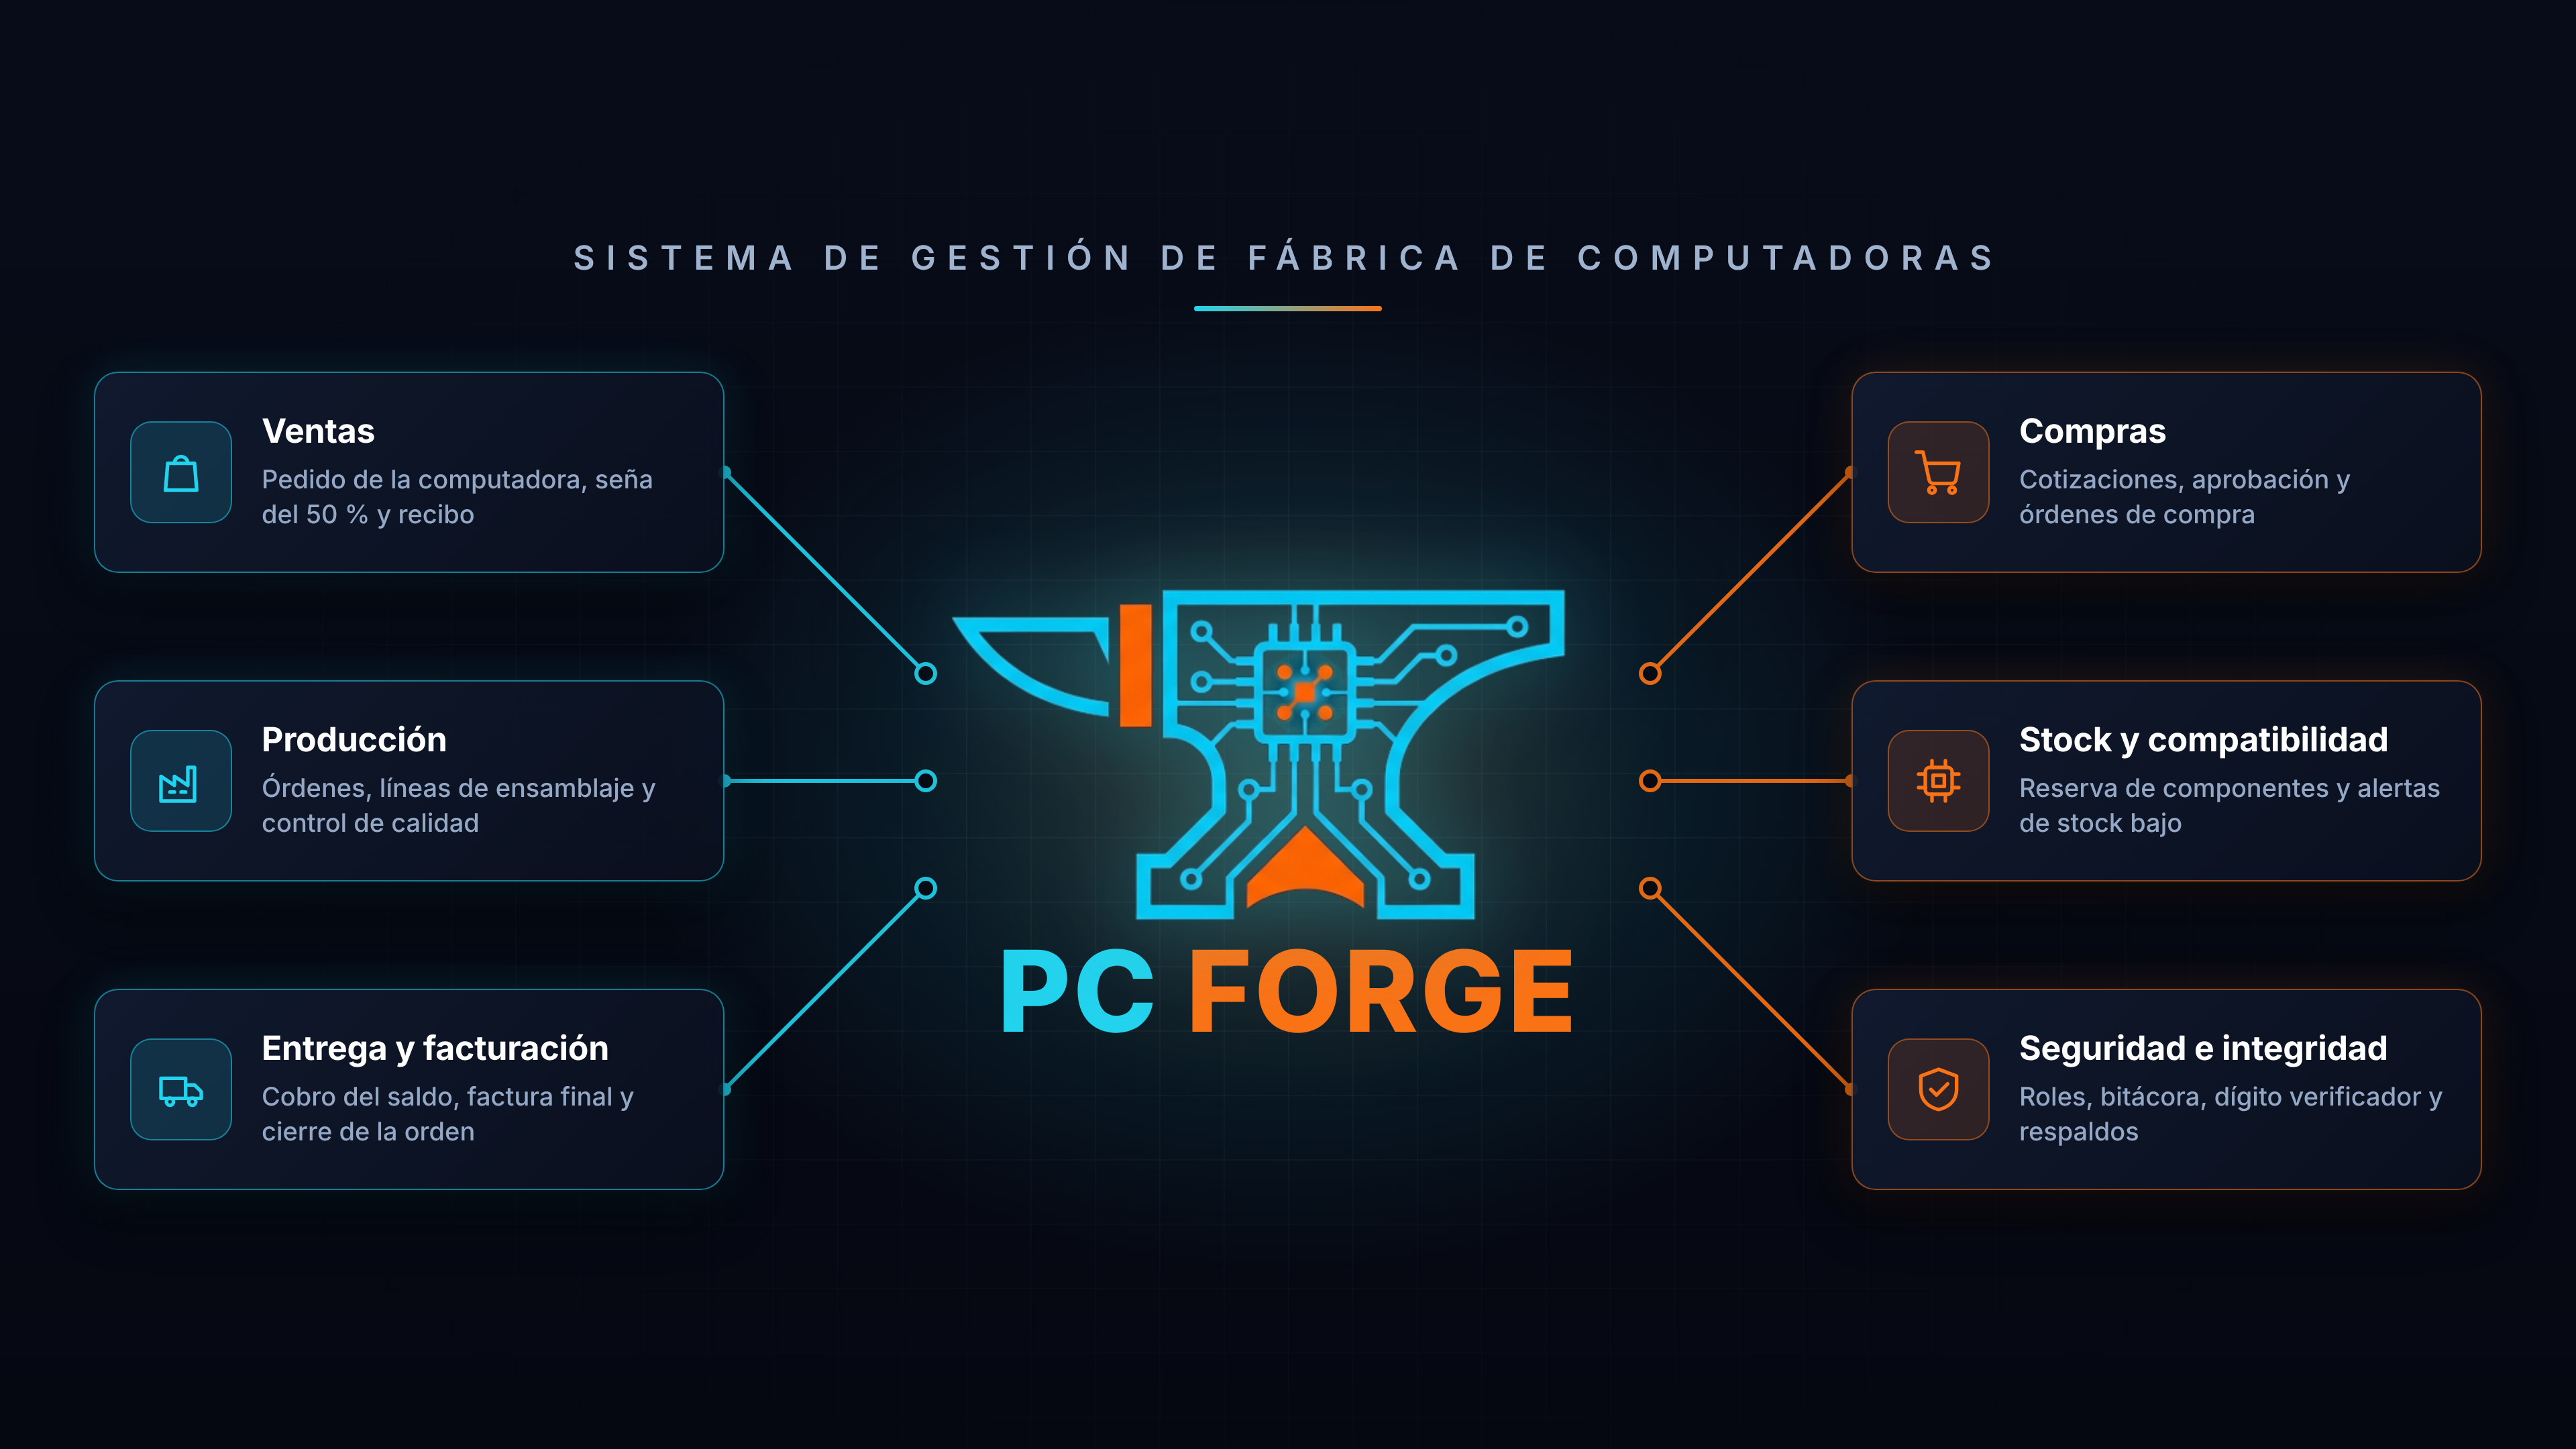 SISTEMA DE GESTIÓN DE FÁBRICA DE COMPUTADORAS
Ventas
Pedido de la computadora, seña
del 50 % y recibo
Producción
Órdenes, líneas de ensamblaje y
control de calidad
Entrega y facturación
Cobro del saldo, factura final y
cierre de la orden
PC FORGE
Compras
Cotizaciones, aprobación y
órdenes de compra
Stock y compatibilidad
Reserva de componentes y alertas
de stock bajo
Seguridad e integridad
Roles, bitácora, dígito verificador y
respaldos